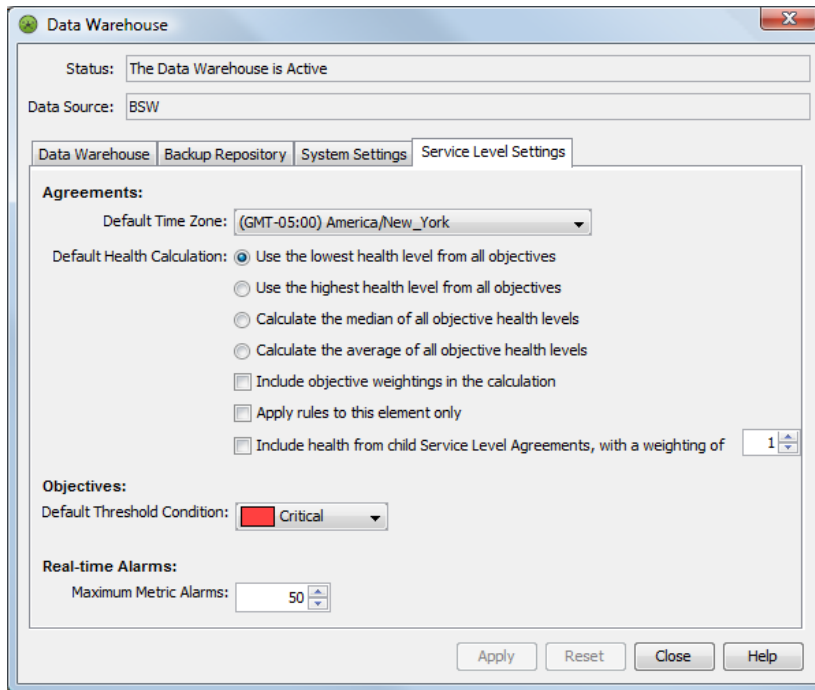 Data Warehouse
Status: The Data Warehouse is Active
Data Source: BSW
Data Warehouse Backup Repository System Settings Service Level Settings
Agreements:
Default Time Zone: (GMT-05:00) America/New_York
Default Health Calculation: Use the lowest health level from all objectives
Use the highest health level from all objectives
Calculate the median of all objective health levels
Calculate the average of all objective health levels
Include objective weightings in the calculation
Apply rules to this element only
Include health from child Service Level Agreements, with a weighting of 1
Objectives:
Default Threshold Condition: Critical
Real-time Alarms:
Maximum Metric Alarms: 50
Apply Reset Close Help